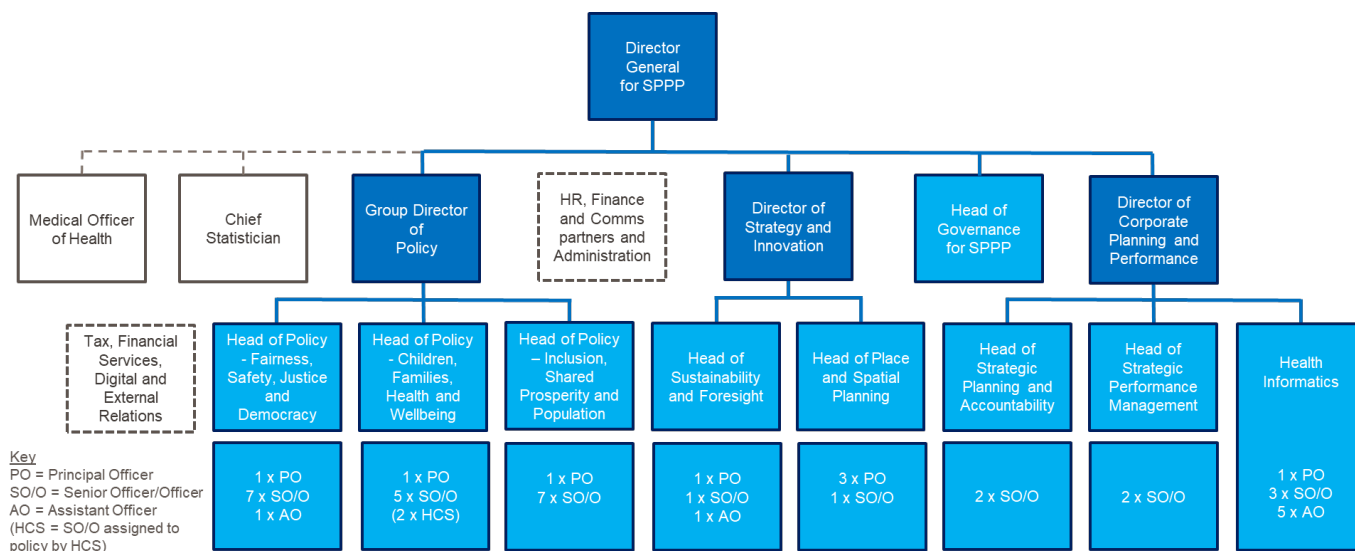 Director
General
for SPPP
Medical Officer
of Health
Chief
Statistician
Group Director
of
Policy
HR, Finance
and Comms
partners and
Administration
Director of
Strategy and
Innovation
Head of
Governance
for SPPP
Director of
Corporate
Planning and
Performance
Tax, Financial
Services,
Digital and
External
Relations
Head of Policy
- Fairness,
Safety, Justice
and
Democracy
Head of Policy
- Children,
Families,
Health and
Wellbeing
Head of Policy
– Inclusion,
Shared
Prosperity and
Population
Head of
Sustainability
and Foresight
Head of Place
and Spatial
Planning
Head of
Strategic
Planning and
Accountability
Head of
Strategic
Performance
Management
Health
Informatics
Key
PO = Principal Officer
SO/O = Senior Officer/Officer
AO = Assistant Officer
(HCS = SO/O assigned to
policy by HCS)
1 x PO
7 x SO/O
1 x AO
1 x PO
5 x SO/O
(2 x HCS)
1 x PO
7 x SO/O
1 x PO
1 x SO/O
1 x AO
3 x PO
1 x SO/O
2 x SO/O
2 x SO/O
1 x PO
3 x SO/O
5 x AO